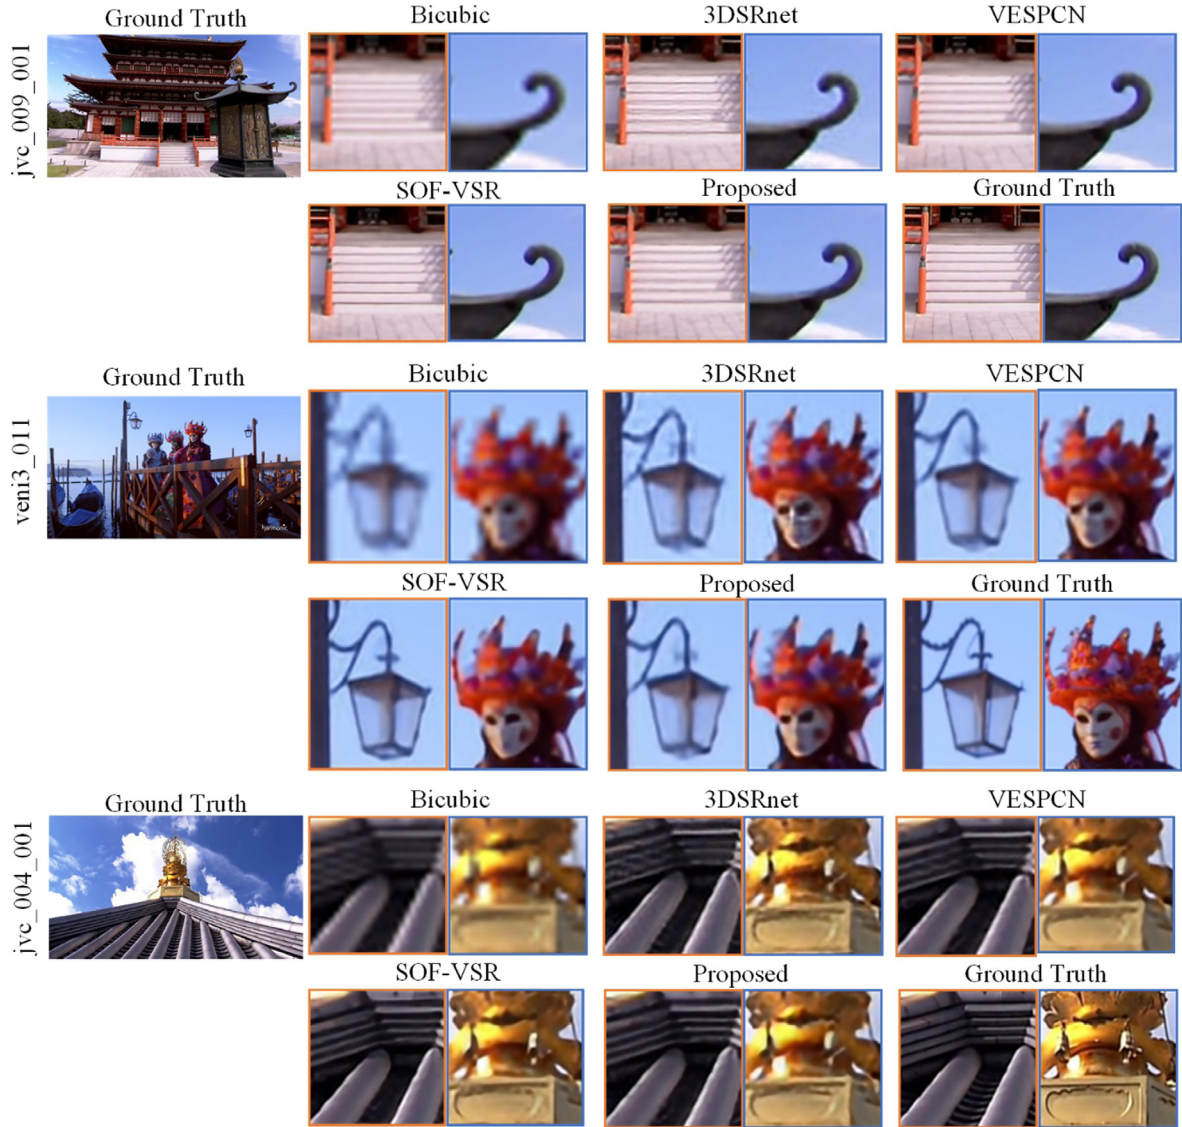 Ground Truth
Bicubic
3DSRnet
VESPCN
jvc_009_001
SOF-VSR
Proposed
Ground Truth
Ground Truth
Bicubic
3DSRnet
VESPCN
veni3_011
harmonic
SOF-VSR
Proposed
Ground Truth
Ground Truth
Bicubic
3DSRnet
VESPCN
jvc_004_001
SOF-VSR
Proposed
Ground Truth